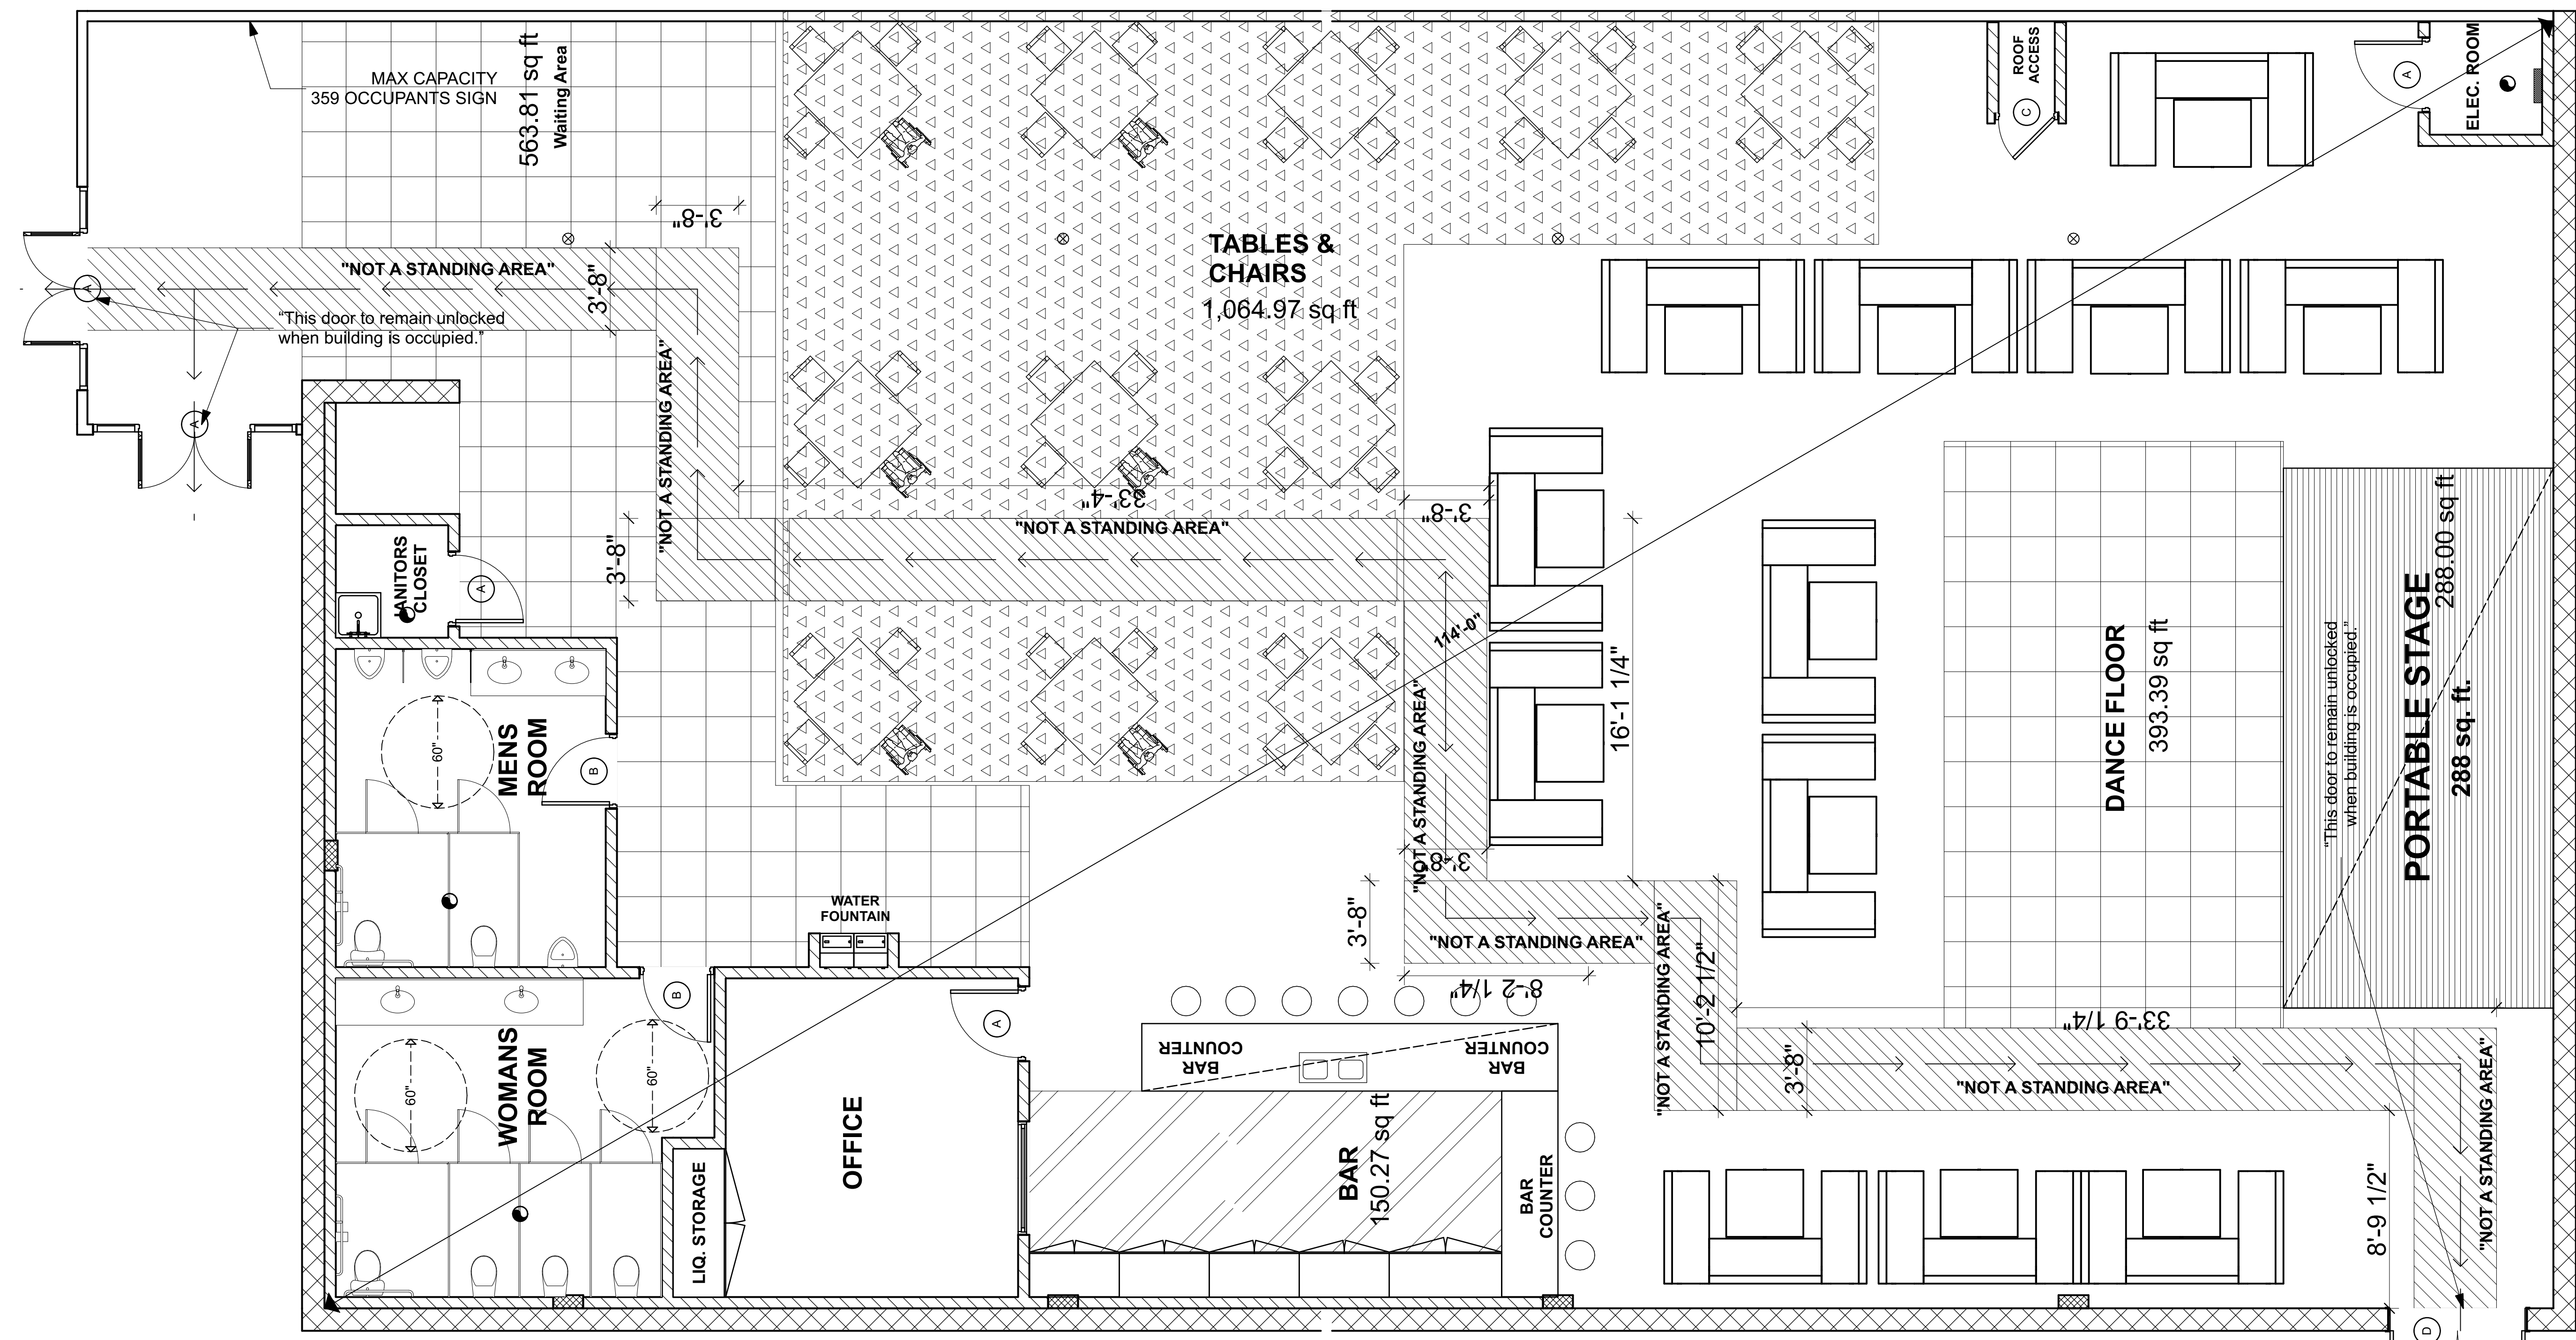 MAX CAPACITY
359 OCCUPANTS SIGN
563.81 sq ft
Waiting Area
3'-8"
"NOT A STANDING AREA"
3'-8"
A
“This door to remain unlocked
when building is occupied.”
A
"NOT A STANDING AREA"
TABLES &
CHAIRS
1,064.97 sq ft
ROOF
ACCESS
C
A
ELEC. ROOM
33'-4"
"NOT A STANDING AREA"
3'-8"
3'-8"
JANITORS
CLOSET
A
114'-0"
16'-1 1/4"
"NOT A STANDING AREA"
3'-8"
MENS
ROOM
60"
B
WATER
FOUNTAIN
3'-8"
"NOT A STANDING AREA"
8'-2 1/4"
"NOT A STANDING AREA"
10'-2 1/2"
DANCE FLOOR
393.39 sq ft
“This door to remain unlocked
when building is occupied.”
PORTABLE STAGE
288.00 sq ft
288 sq. ft.
33'-9 1/4"
3'-8"
"NOT A STANDING AREA"
"NOT A STANDING AREA"
8'-9 1/2"
D
WOMANS
ROOM
60"
60"
B
A
OFFICE
LIQ. STORAGE
BAR
COUNTER
BAR
COUNTER
BAR
150.27 sq ft
BAR
COUNTER